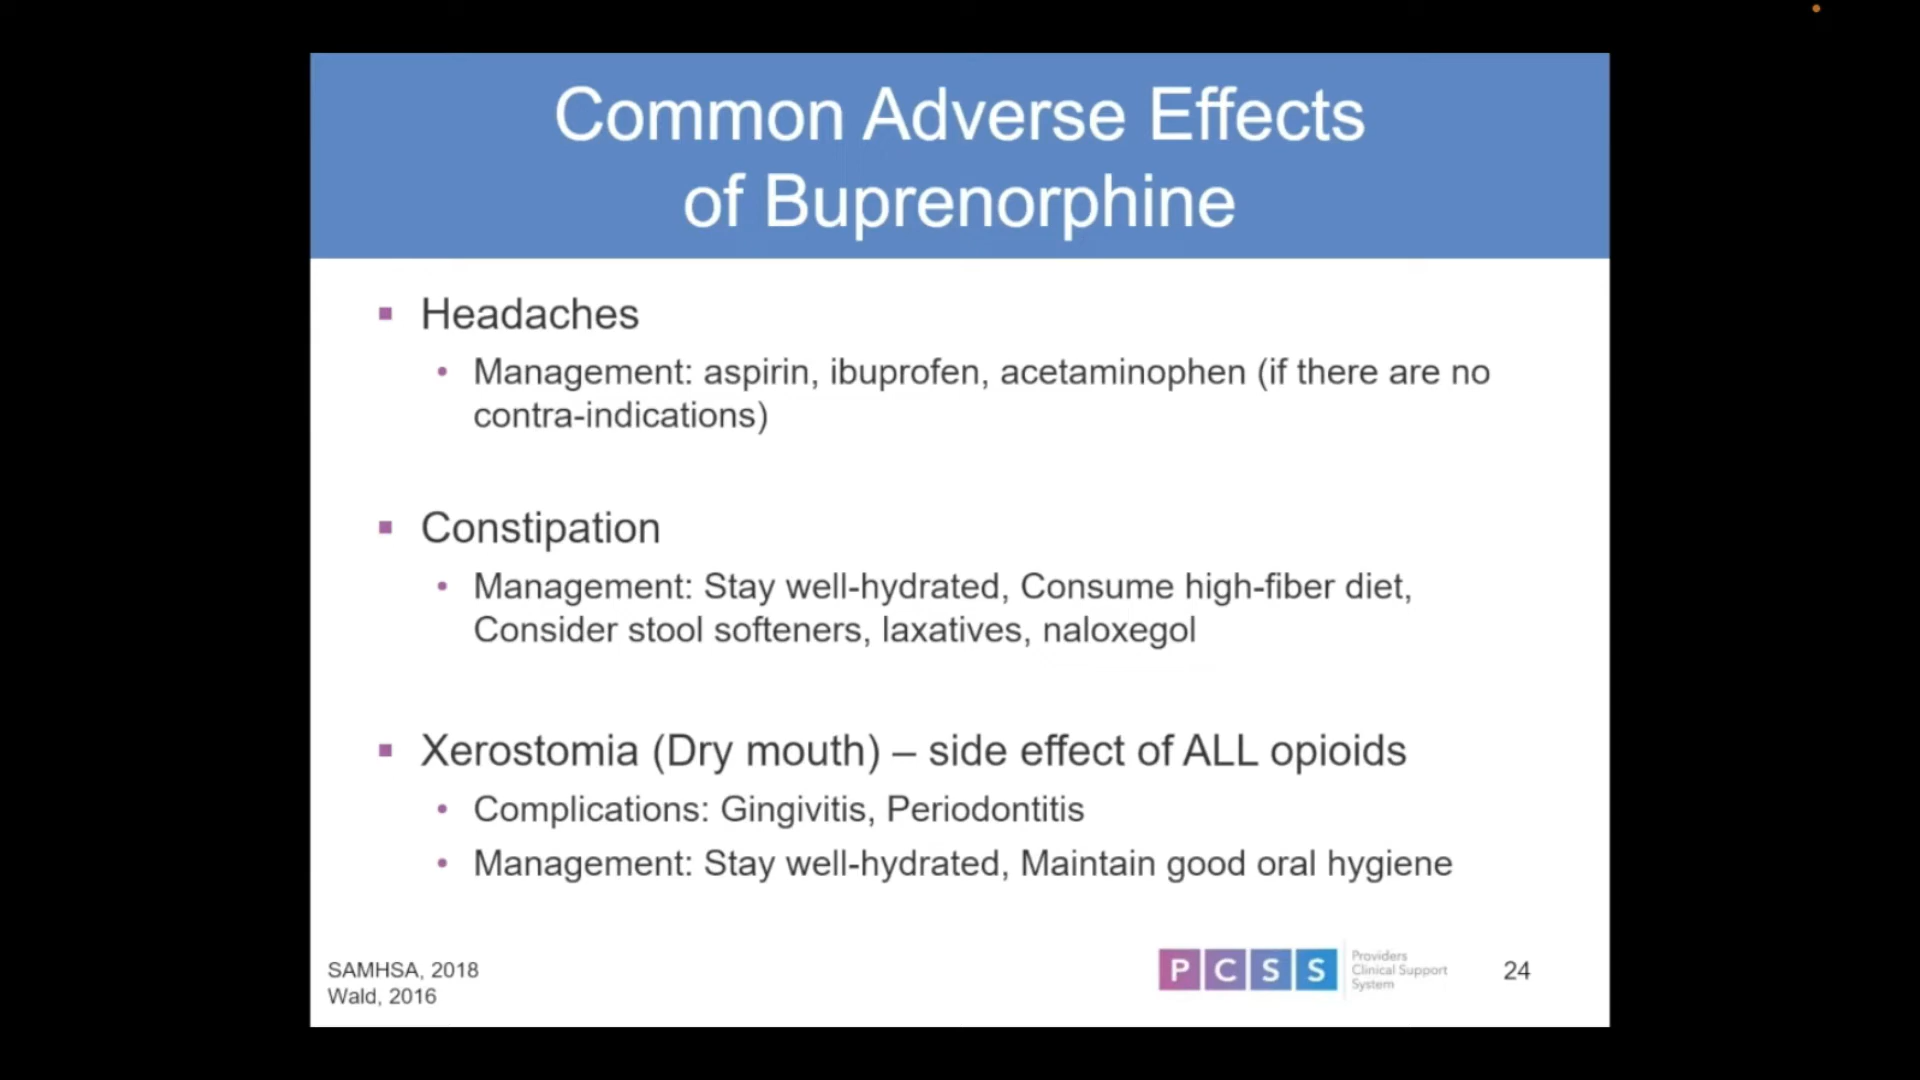 Common Adverse Effects
of Buprenorphine
Headaches
Management: aspirin, ibuprofen, acetaminophen (if there are no
contra-indications)
Constipation
Management: Stay well-hydrated, Consume high-fiber diet,
Consider stool softeners, laxatives, naloxegol
Xerostomia (Dry mouth) – side effect of ALL opioids
Complications: Gingivitis, Periodontitis
Management: Stay well-hydrated, Maintain good oral hygiene
SAMHSA, 2018
Wald, 2016
PCSS
Providers
Clinical Support
System
24